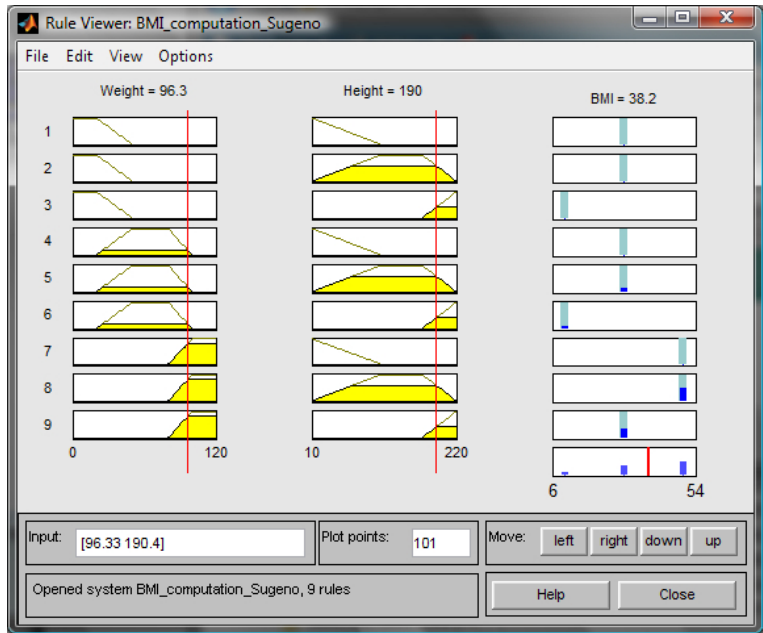 Rule Viewer: BMI_computation_Sugeno
File Edit View Options
Weight = 96.3 Height = 190 BMI = 38.2
1
2
3
4
5
6
7
8
9
0 120 10 220
6 54
Input: [96.33 190.4] Plot points: 101 Move: left right down up
Opened system BMI_computation_Sugeno, 9 rules Help Close